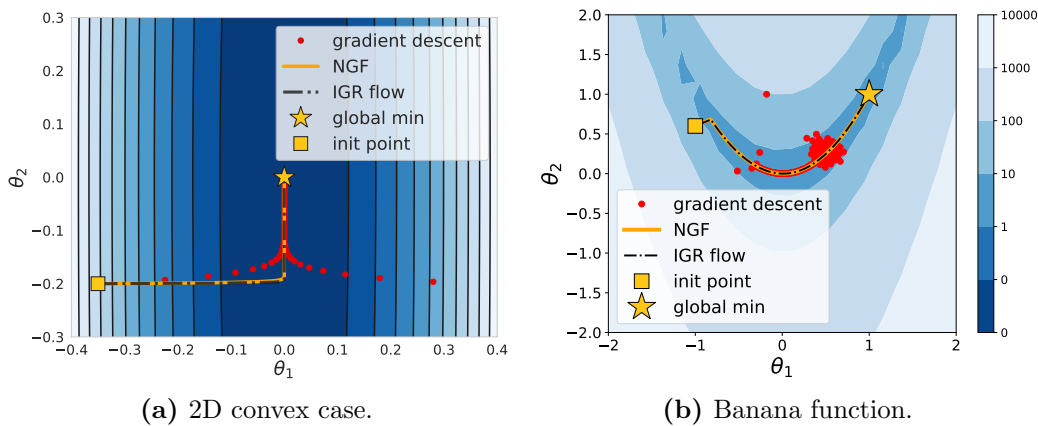 0.3
0.2
0.1
0.0
−0.1
−0.2
−0.3
θ2
−0.4 −0.3 −0.2 −0.1 0.0 0.1 0.2 0.3 0.4
θ1
gradient descent
NGF
IGR flow
global min
init point
(a) 2D convex case.
2.0
1.5
1.0
0.5
0.0
−0.5
−1.0
−1.5
−2.0
θ2
−2 −1 0 1 2
θ1
gradient descent
NGF
IGR flow
init point
global min
10000
1000
100
10
1
0
0
(b) Banana function.